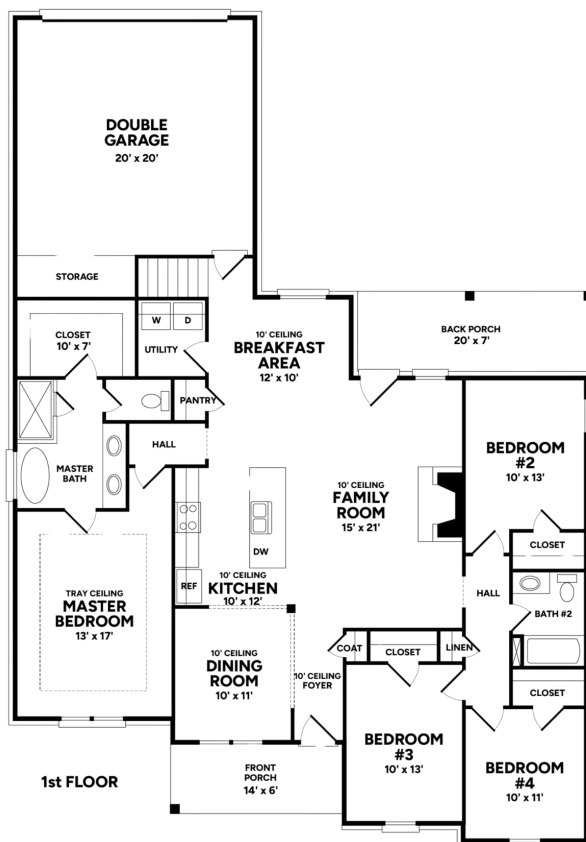 DOUBLE
GARAGE
20' x 20'
STORAGE
CLOSET
10' x 7'
W
D
UTILITY
10' CEILING
BREAKFAST
AREA
12' x 10'
BACK PORCH
20' x 7'
PANTRY
HALL
MASTER
BATH
BEDROOM
#2
10' x 13'
10' CEILING
FAMILY
ROOM
15' x 21'
DW
CLOSET
REF
10' CEILING
KITCHEN
10' x 12'
TRAY CEILING
MASTER
BEDROOM
13' x 17'
HALL
BATH #2
10' CEILING
DINING
ROOM
10' x 11'
10' CEILING
FOYER
COAT
CLOSET
LINEN
CLOSET
BEDROOM
#3
10' x 13'
BEDROOM
#4
10' x 11'
FRONT
PORCH
14' x 6'
1st FLOOR